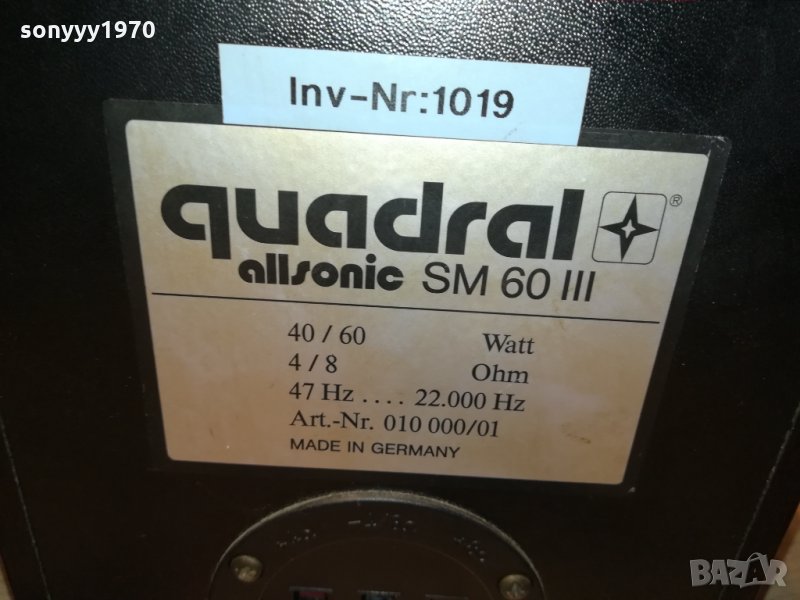 sonyyy1970
Inv-Nr:1019
quadral ®
allsonic SM 60 III
40 / 60 Watt
4 / 8 Ohm
47 Hz .... 22.000 Hz
Art.-Nr. 010 000/01
MADE IN GERMANY
BAZAR